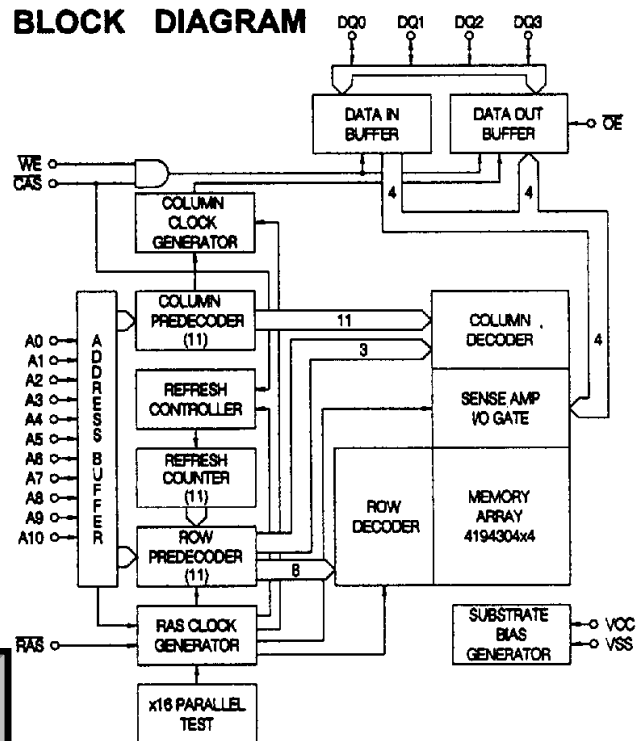 BLOCK DIAGRAM
DQ0 DQ1 DQ2 DQ3
DATA IN
BUFFER
DATA OUT
BUFFER
OE
WE
CAS
4
4
COLUMN
CLOCK
GENERATOR
COLUMN
PREDECODER
(11)
11
3
COLUMN
DECODER
4
A0
A1
A2
A3
A4
A5
A6
A7
A8
A9
A10
ADDRESS BUFFER
REFRESH
CONTROLLER
SENSE AMP
I/O GATE
REFRESH
COUNTER
(11)
ROW
DECODER
MEMORY
ARRAY
4194304x4
ROW
PREDECODER
(11)
8
RAS
RAS CLOCK
GENERATOR
SUBSTRATE
BIAS
GENERATOR
VCC
VSS
x16 PARALLEL
TEST